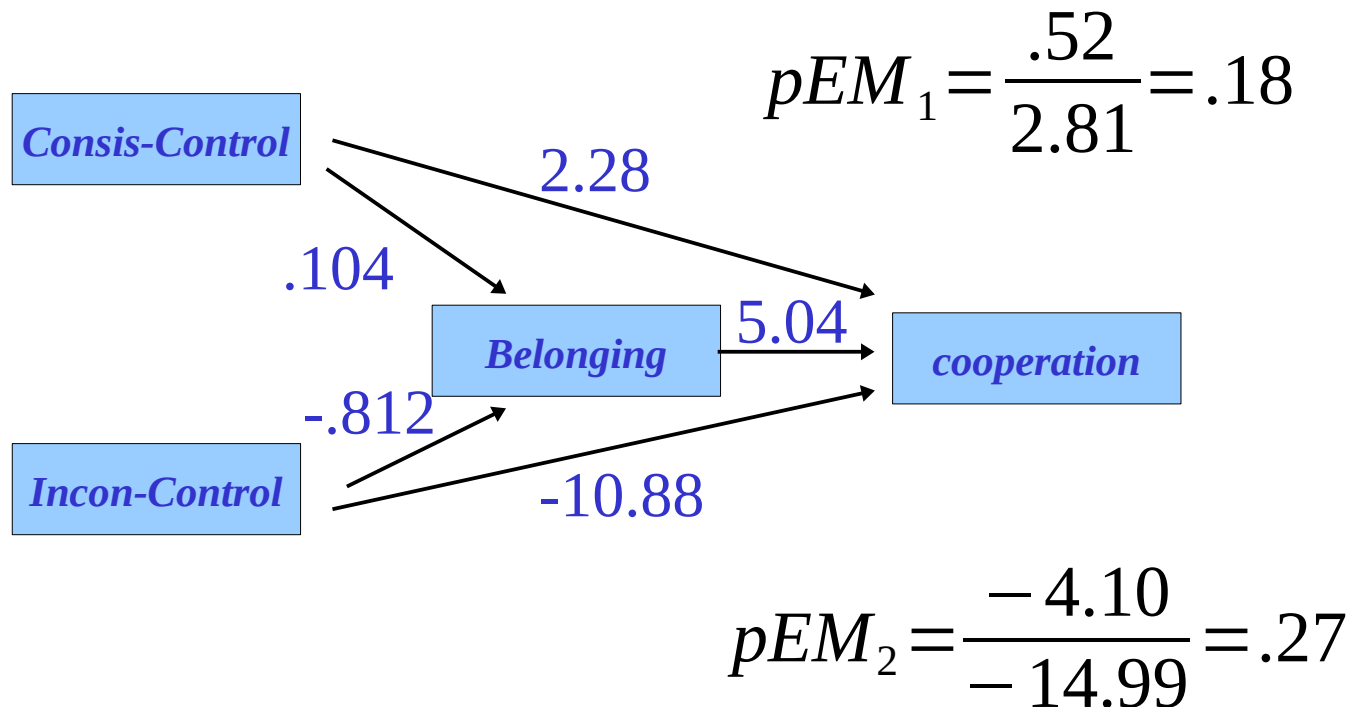 pEM₁ = .52 / 2.81 = .18
Consis-Control
2.28
.104
5.04
Belonging
cooperation
-.812
Incon-Control
-10.88
pEM₂ = − 4.10 / − 14.99 = .27